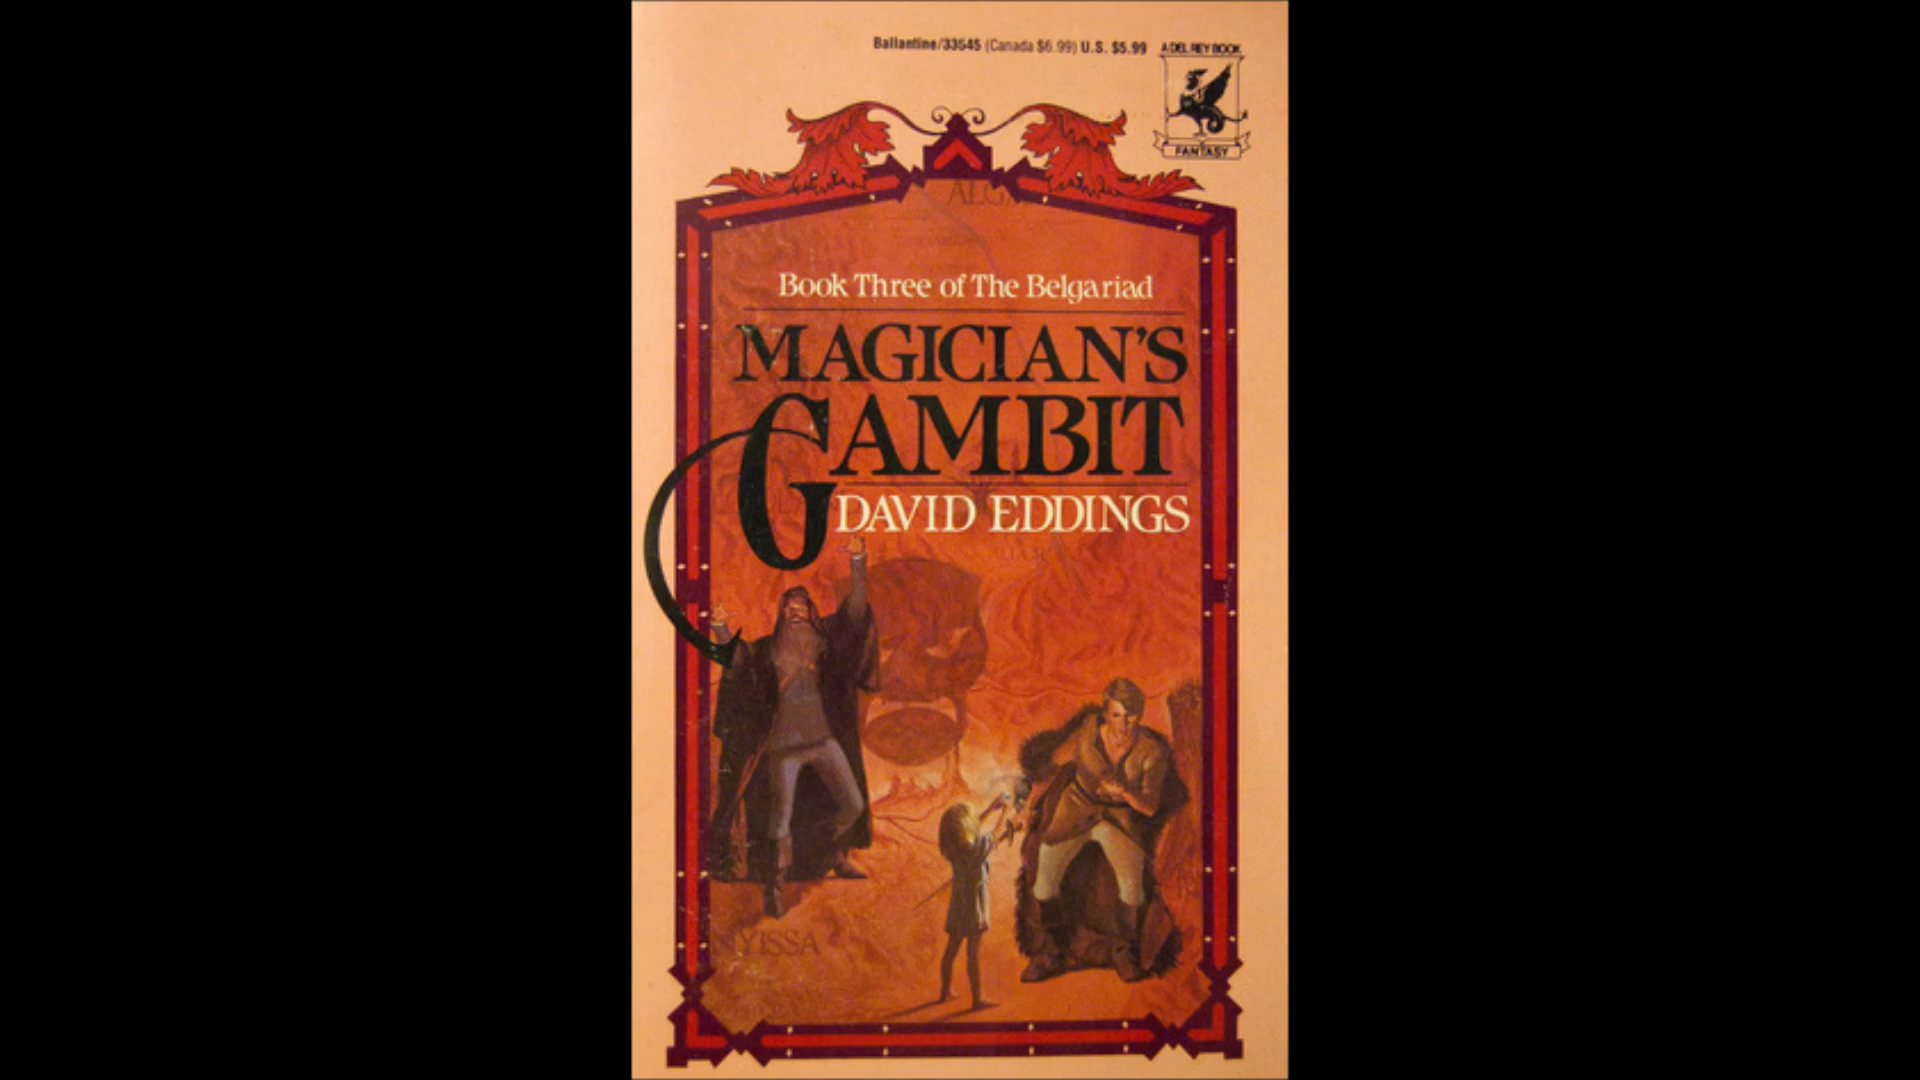 Ballantine/33545 (Canada $6.99) U.S. $5.99
A DEL REY BOOK
FANTASY
Book Three of The Belgariad
MAGICIAN'S
GAMBIT
DAVID EDDINGS
NYISSA